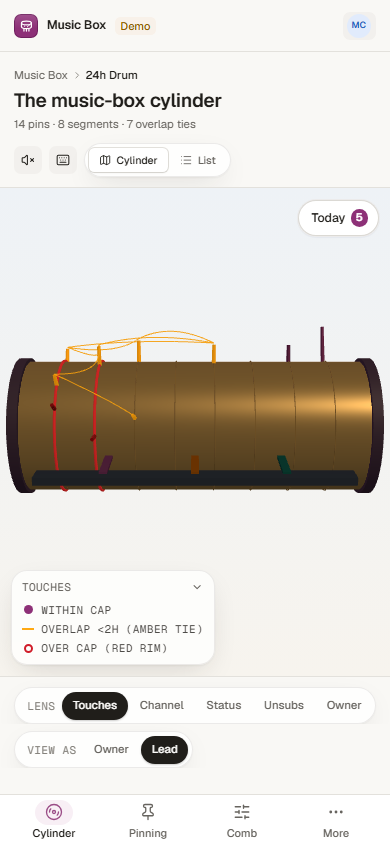 Music Box Demo MC
Music Box > 24h Drum
The music-box cylinder
14 pins · 8 segments · 7 overlap ties
Cylinder List
Today 5
TOUCHES
WITHIN CAP
OVERLAP <2H (AMBER TIE)
OVER CAP (RED RIM)
LENS Touches Channel Status Unsubs Owner
VIEW AS Owner Lead
Cylinder Pinning Comb More